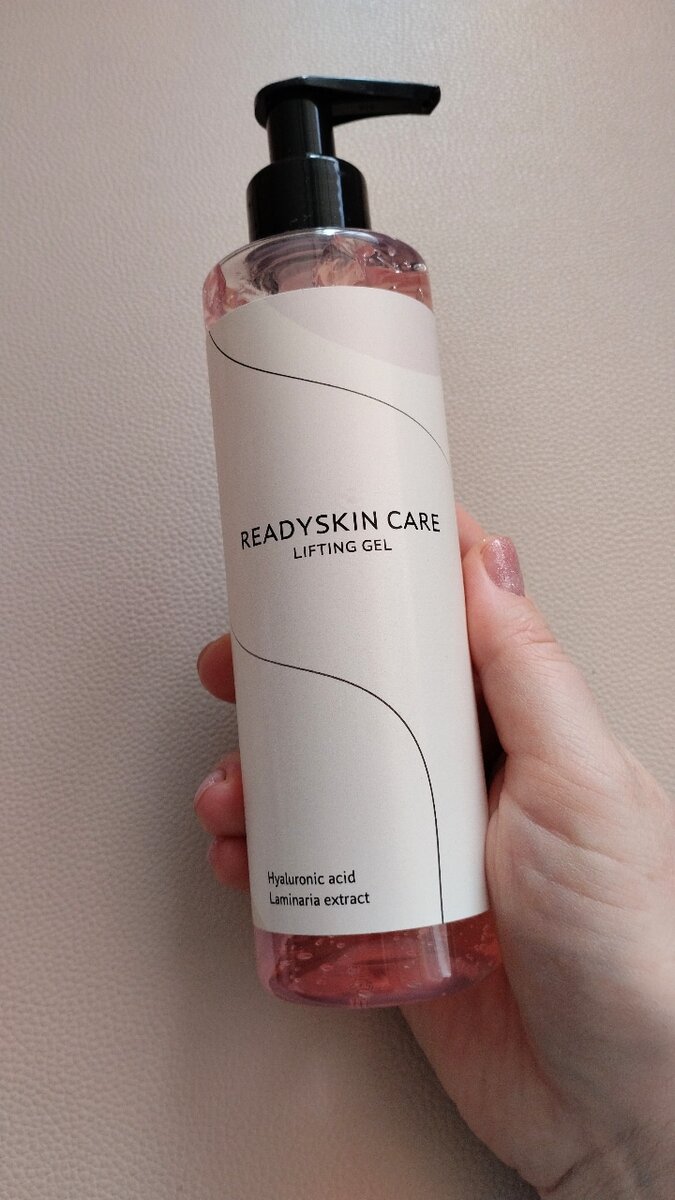 READYSKIN CARE
LIFTING GEL
Hyaluronic acid
Laminaria extract